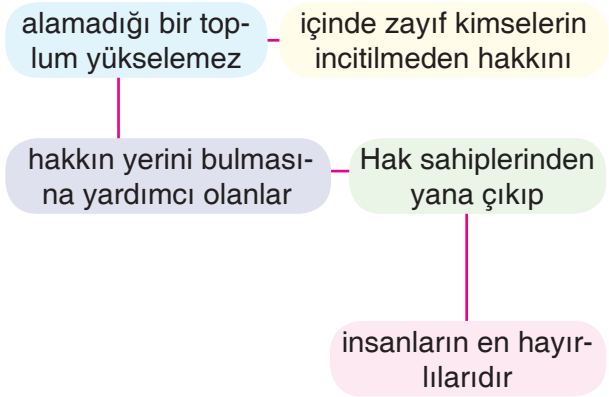 alamadığı bir top-
lum yükselemez
içinde zayıf kimselerin
incitilmeden hakkını
hakkın yerini bulması-
na yardımcı olanlar
Hak sahiplerinden
yana çıkıp
insanların en hayır-
lılarıdır